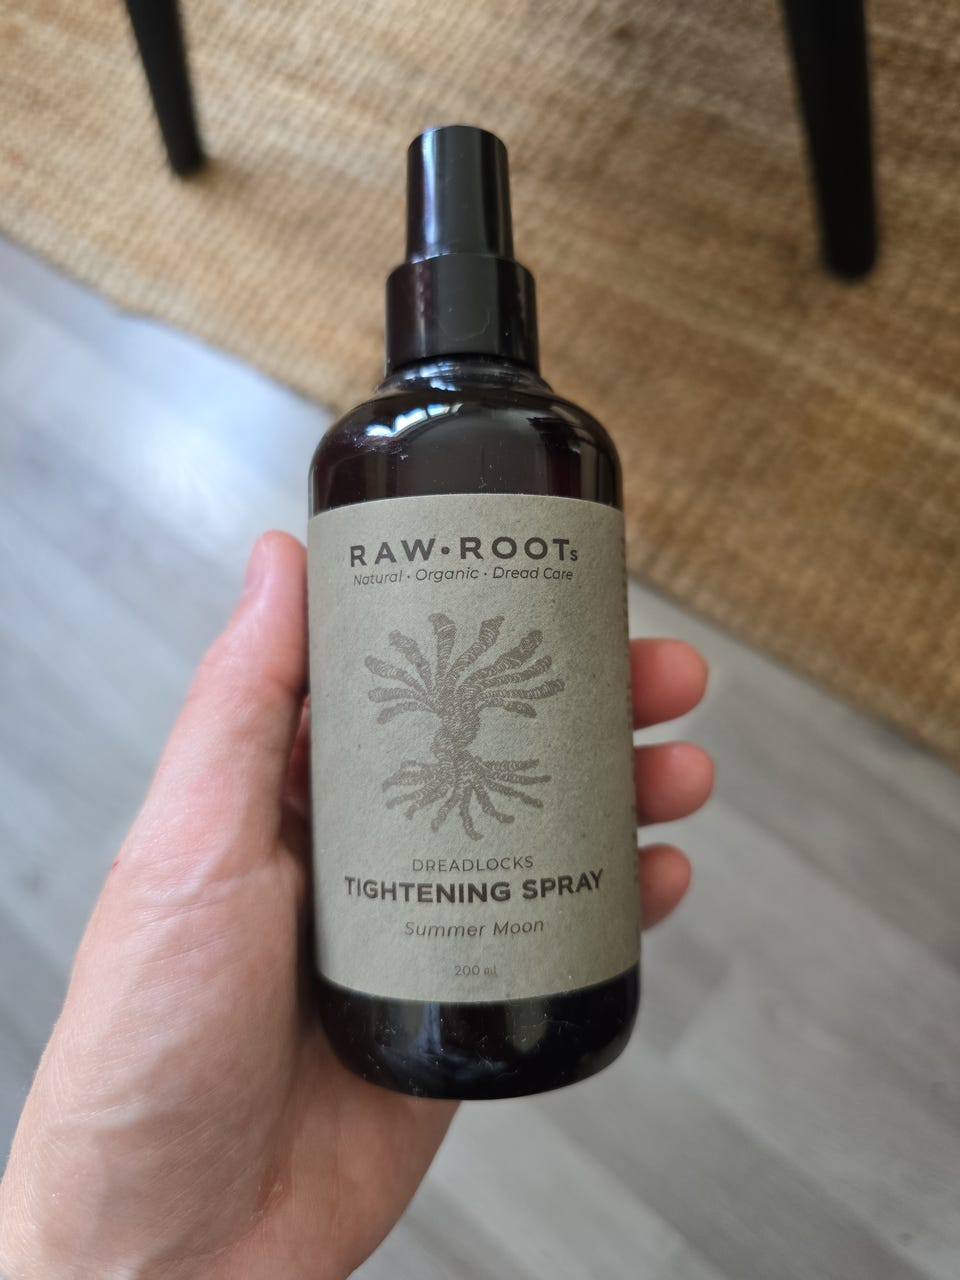 RAW•ROOTs
Natural · Organic · Dread Care
DREADLOCKS
TIGHTENING SPRAY
Summer Moon
200 ml